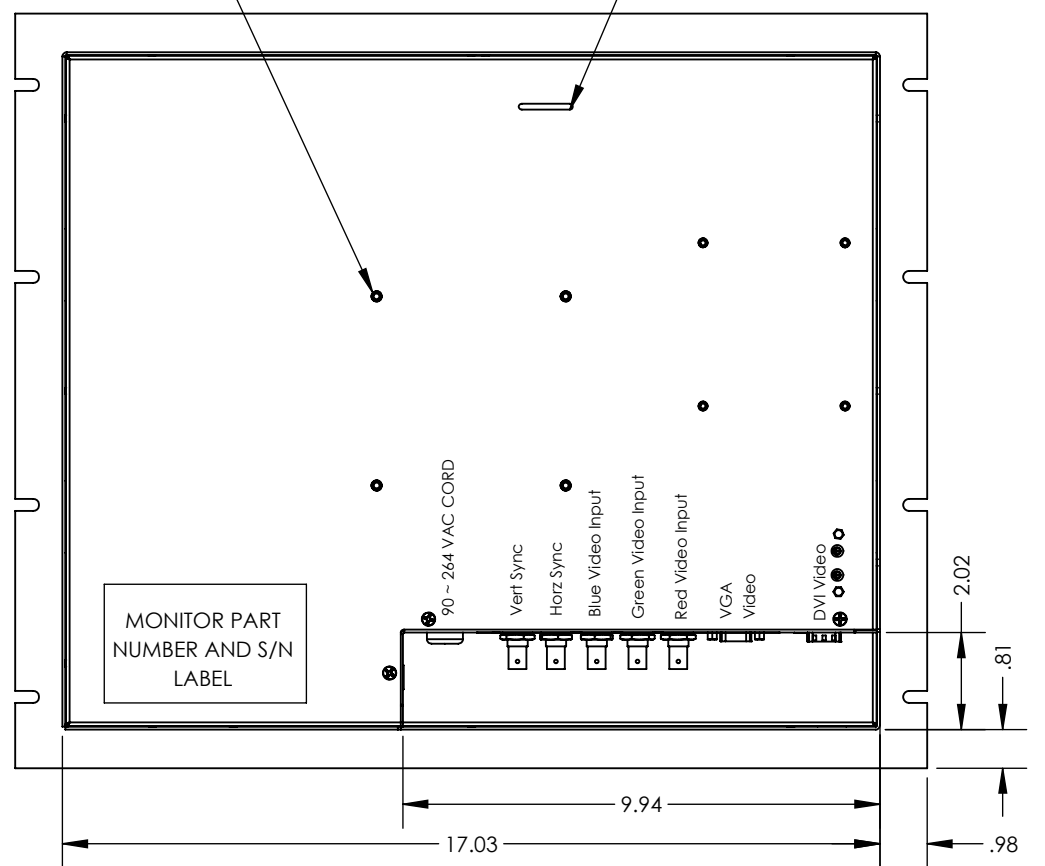 90 ~ 264 VAC CORD
Vert Sync
Horz Sync
Blue Video Input
Green Video Input
Red Video Input
VGA
Video
DVI Video
MONITOR PART
NUMBER AND S/N
LABEL
2.02
.81
9.94
17.03
.98